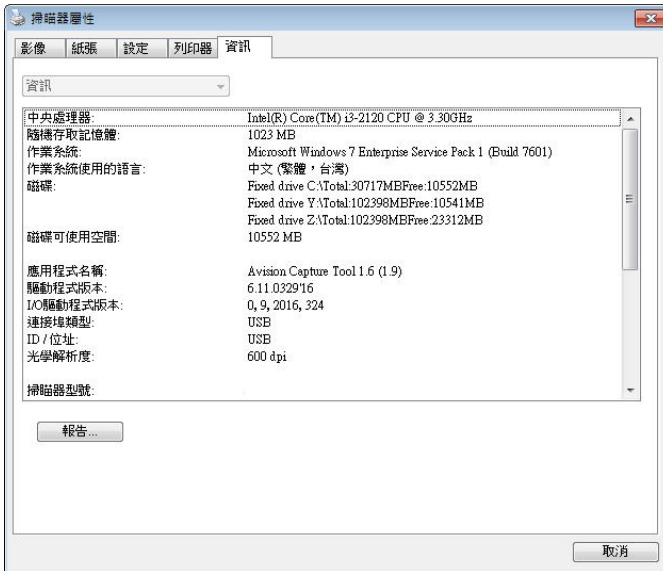 掃瞄器屬性
影像 紙張 設定 列印器 資訊
資訊
中央處理器: Intel(R) Core(TM) i3-2120 CPU @ 3.30GHz
隨機存取記憶體: 1023 MB
作業系統: Microsoft Windows 7 Enterprise Service Pack 1 (Build 7601)
作業系統使用的語言: 中文 (繁體，台灣)
磁碟: Fixed drive C:\Total:30717MBFree:10552MB
Fixed drive Y:\Total:102398MBFree:10541MB
Fixed drive Z:\Total:102398MBFree:23312MB
磁碟可使用空間: 10552 MB
應用程式名稱: Avision Capture Tool 1.6 (1.9)
驅動程式版本: 6.11.0329'16
I/O驅動程式版本: 0, 9, 2016, 324
連接埠類型: USB
ID / 位址: USB
光學解析度: 600 dpi
掃瞄器型號:
報告...
取消